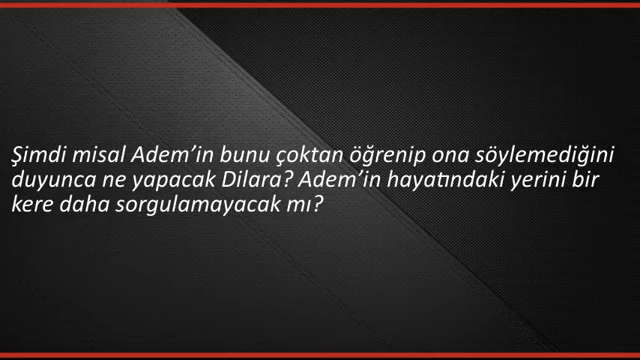 Şimdi misal Adem’in bunu çoktan öğrenip ona söylemediğini
duyunca ne yapacak Dilara? Adem’in hayatındaki yerini bir
kere daha sorgulamayacak mı?